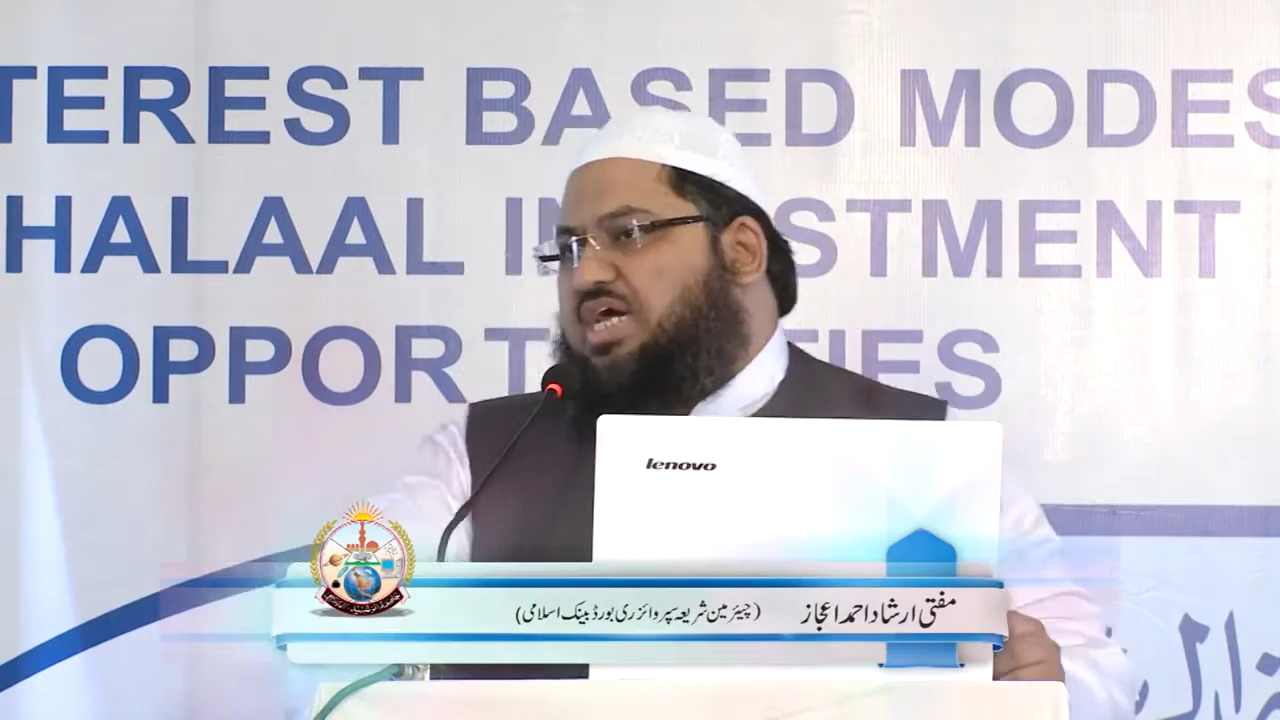 TEREST BASED MODES
HALAAL IN STMENT
OPPORT TIES
lenovo
مفتی ارشاد احمد اعجاز (چیئرمین شریعہ سپروائزری بورڈ بینک اسلامی)